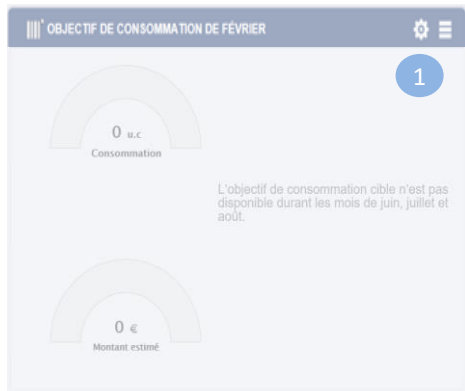 OBJECTIF DE CONSOMMATION DE FÉVRIER
1
0 u.c
Consommation
L'objectif de consommation cible n'est pas
disponible durant les mois de juin, juillet et
août.
0 €
Montant estimé